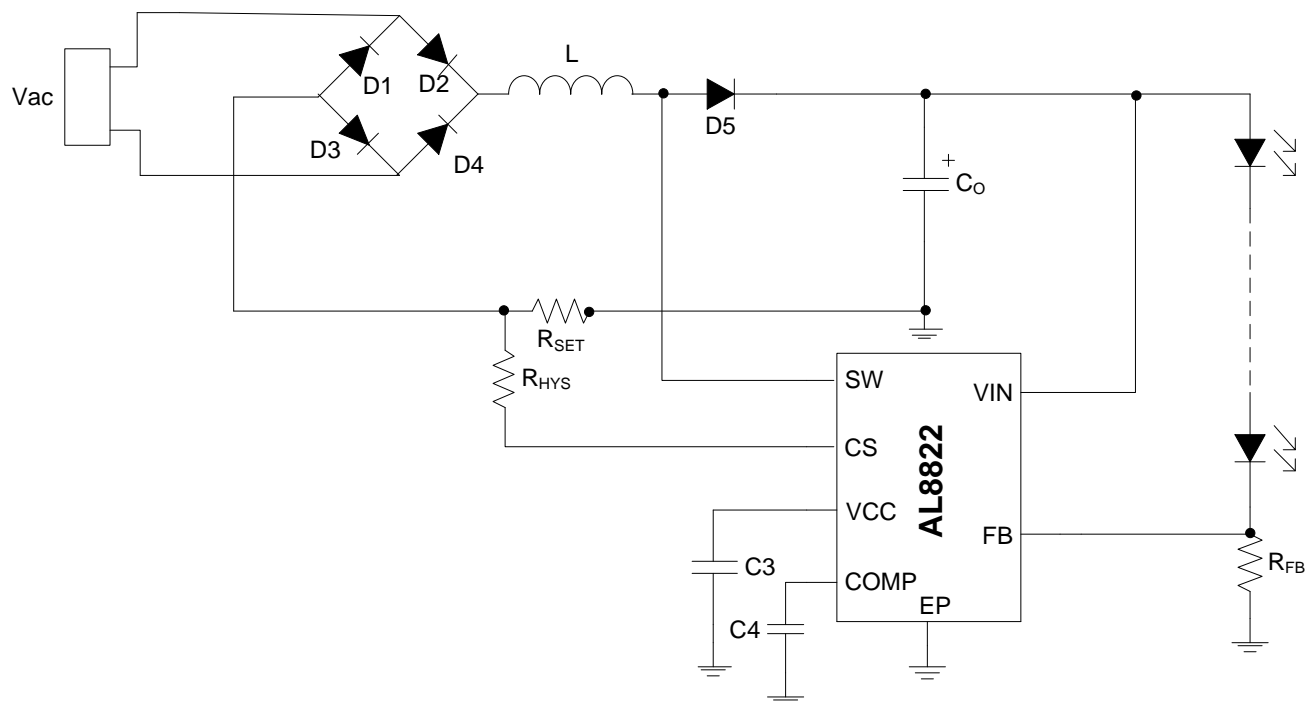 Vac
D1
D2
D3
D4
L
D5
+
CO
RSET
RHYS
SW
VIN
CS
AL8822
VCC
FB
COMP
EP
C3
C4
RFB